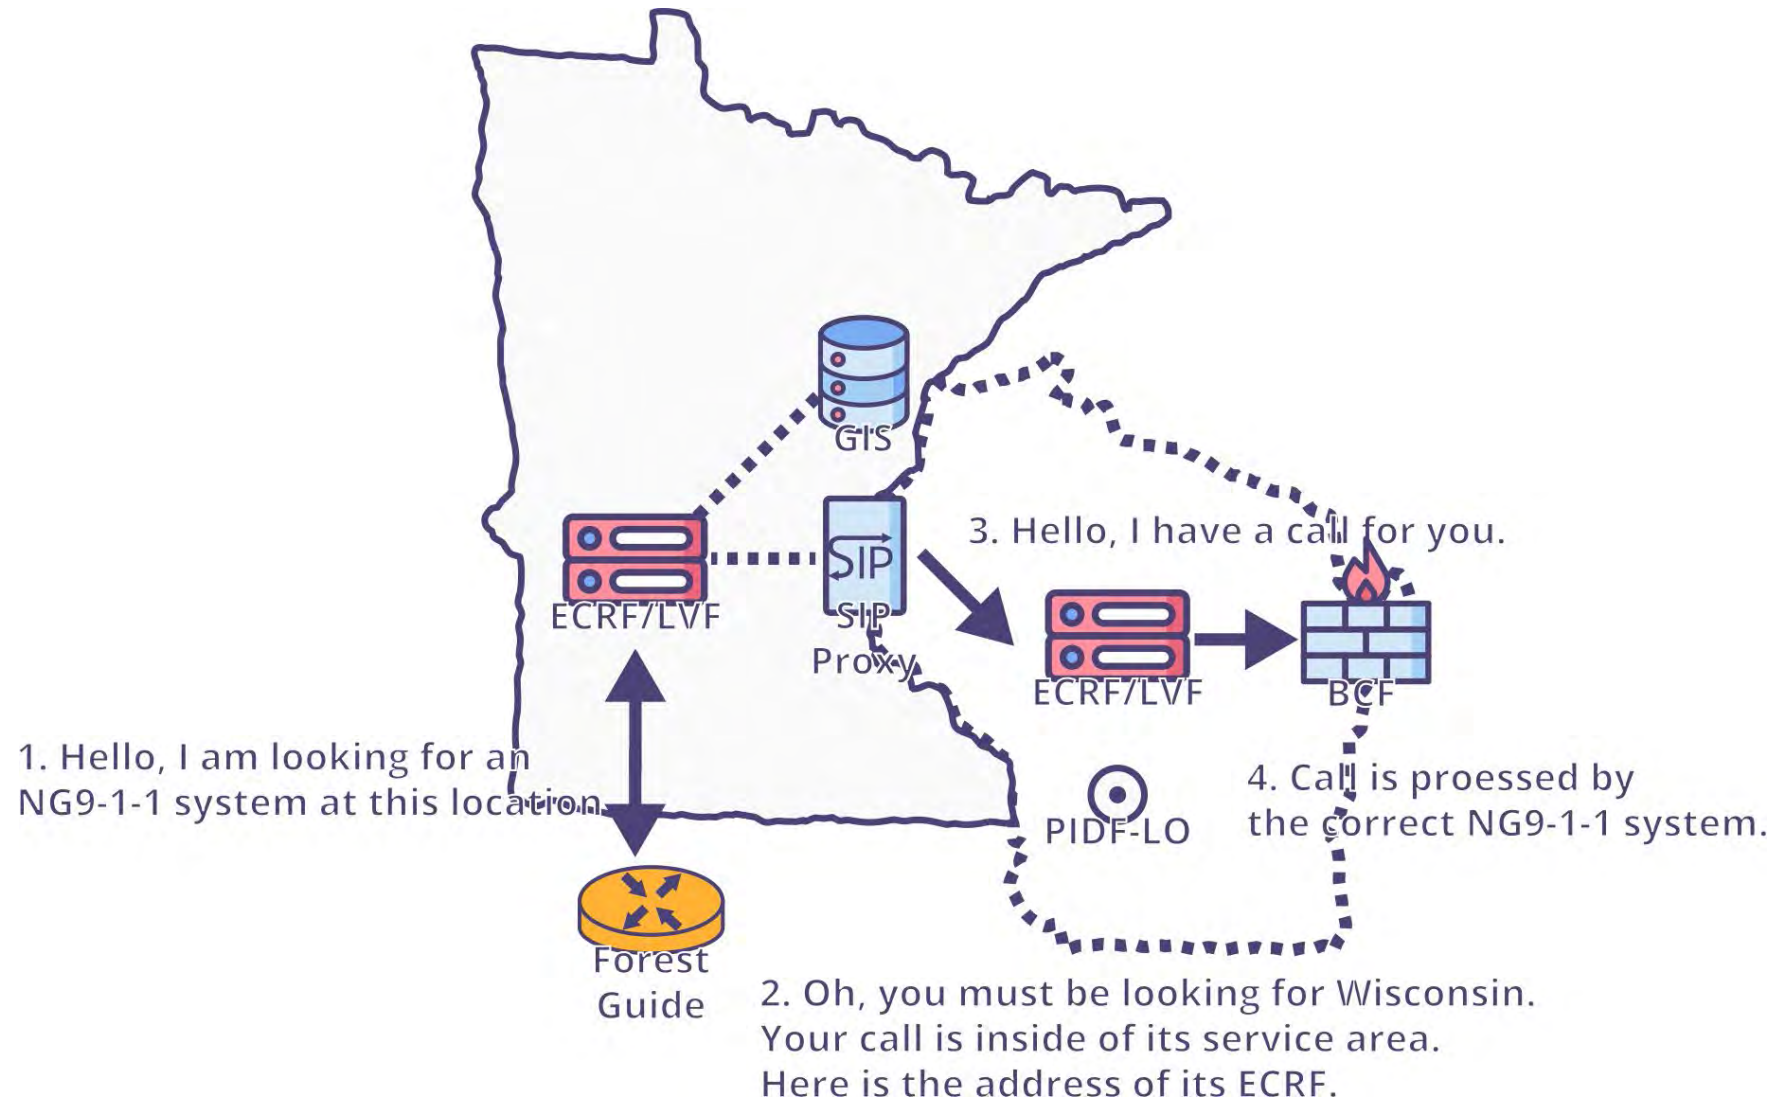 GIS
3. Hello, I have a call for you.
SIP
ECRF/LVF
SIP
Proxy
ECRF/LVF
BCF
1. Hello, I am looking for an
NG9-1-1 system at this location
4. Call is proessed by
the correct NG9-1-1 system.
PIDF-LO
Forest
Guide
2. Oh, you must be looking for Wisconsin.
Your call is inside of its service area.
Here is the address of its ECRF.